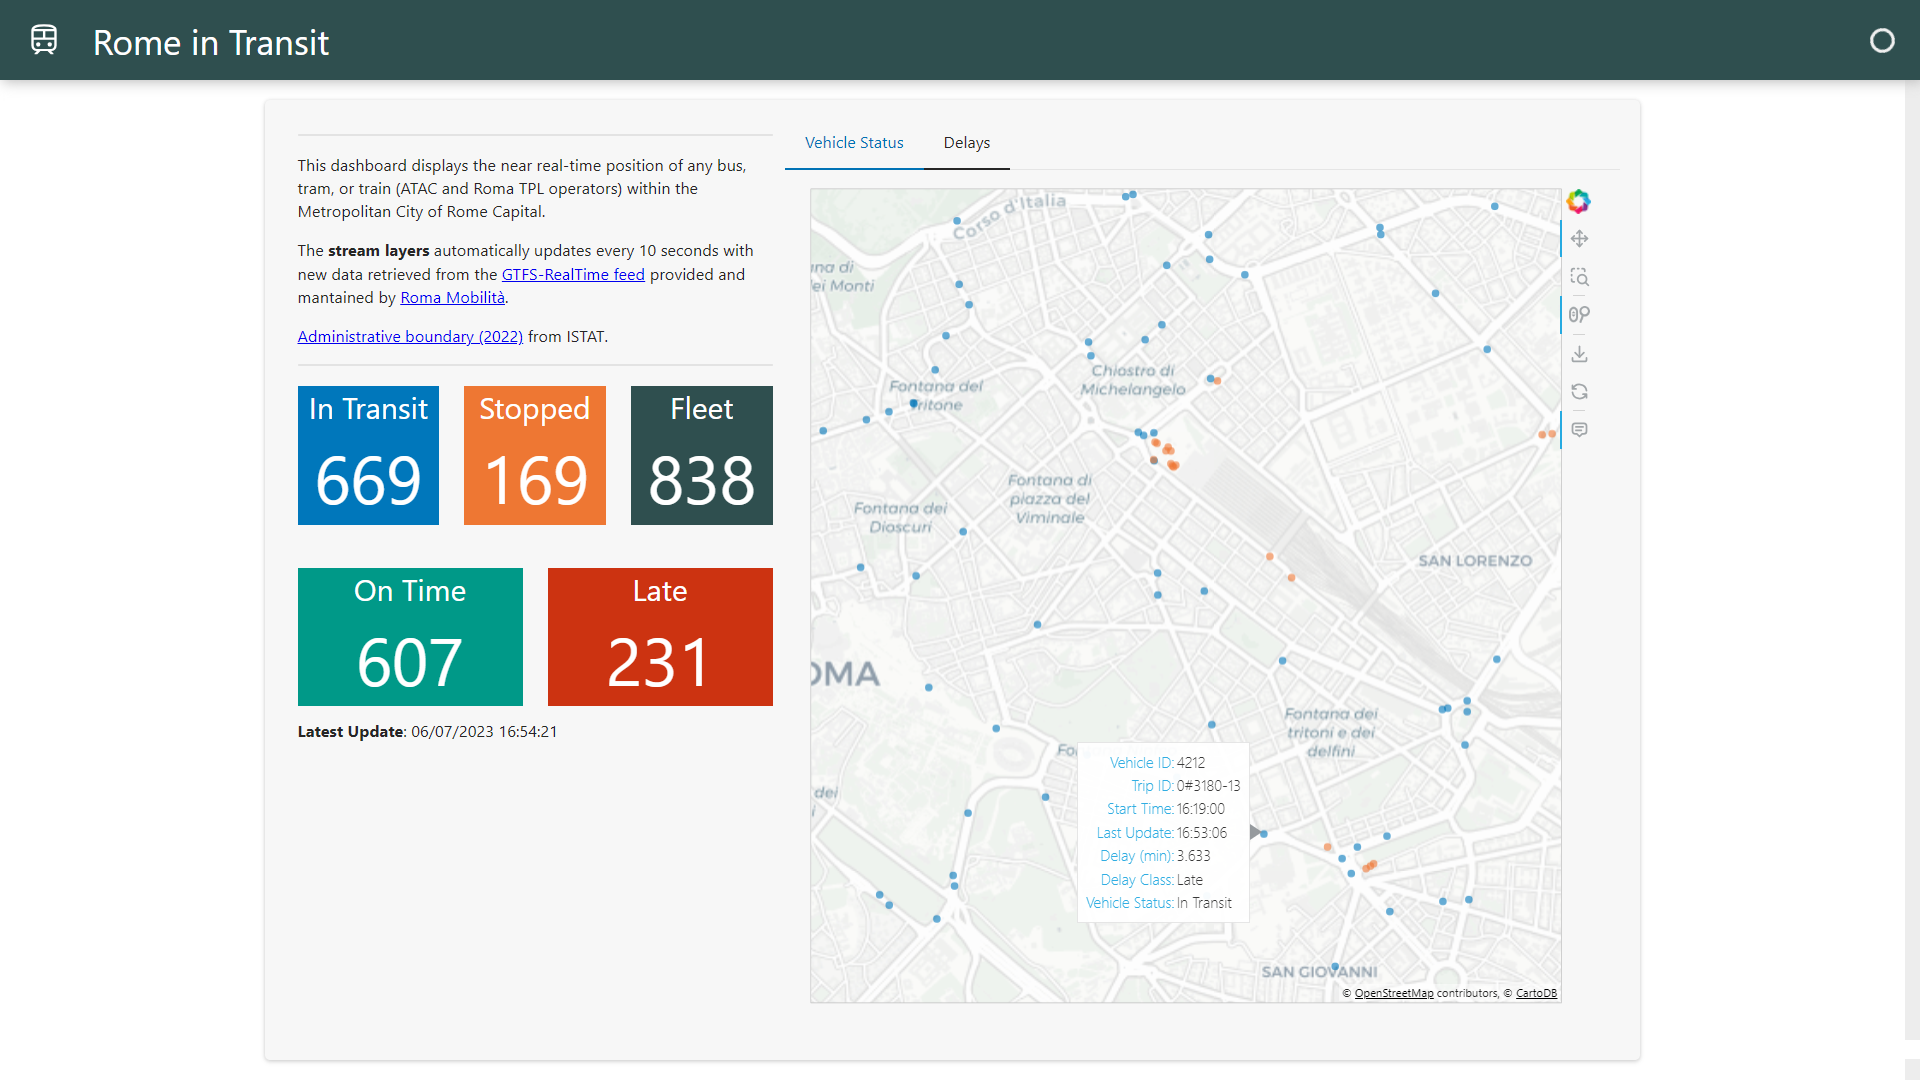 Rome in Transit
This dashboard displays the near real-time position of any bus,
tram, or train (ATAC and Roma TPL operators) within the
Metropolitan City of Rome Capital.
The stream layers automatically updates every 10 seconds with
new data retrieved from the GTFS-RealTime feed provided and
mantained by Roma Mobilità.
Administrative boundary (2022) from ISTAT.
In Transit
669
Stopped
169
Fleet
838
On Time
607
Late
231
Latest Update: 06/07/2023 16:54:21
Vehicle Status
Delays
Corso d'Italia
na di
ei Monti
Chiostro di
Michelangelo
Fontana del
Tritone
Fontana di
piazza del
Viminale
Fontana dei
Dioscuri
SAN LORENZO
OMA
Fontana dei
tritoni e dei
delfini
Fo
dei
Vehicle ID: 4212
Trip ID: 0#3180-13
Start Time: 16:19:00
Last Update: 16:53:06
Delay (min): 3.633
Delay Class: Late
Vehicle Status: In Transit
SAN GIOVANNI
© OpenStreetMap contributors, © CartoDB